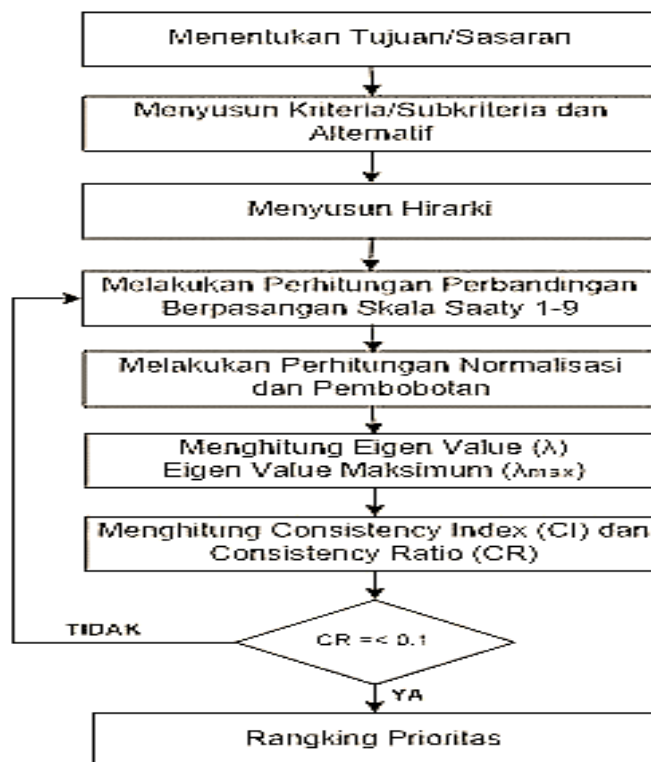 Menentukan Tujuan/Sasaran
Menyusun Kriteria/Subkriteria dan
Alternatif
Menyusun Hirarki
Melakukan Perhitungan Perbandingan
Berpasangan Skala Saaty 1-9
Melakukan Perhitungan Normalisasi
dan Pembobotan
Menghitung Eigen Value (λ)
Eigen Value Maksimum (λmax)
Menghitung Consistency Index (CI) dan
Consistency Ratio (CR)
TIDAK
CR =< 0.1
YA
Rangking Prioritas